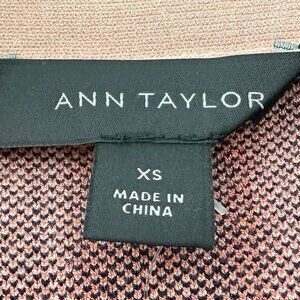 ANN TAYLOR
XS
MADE IN
CHINA